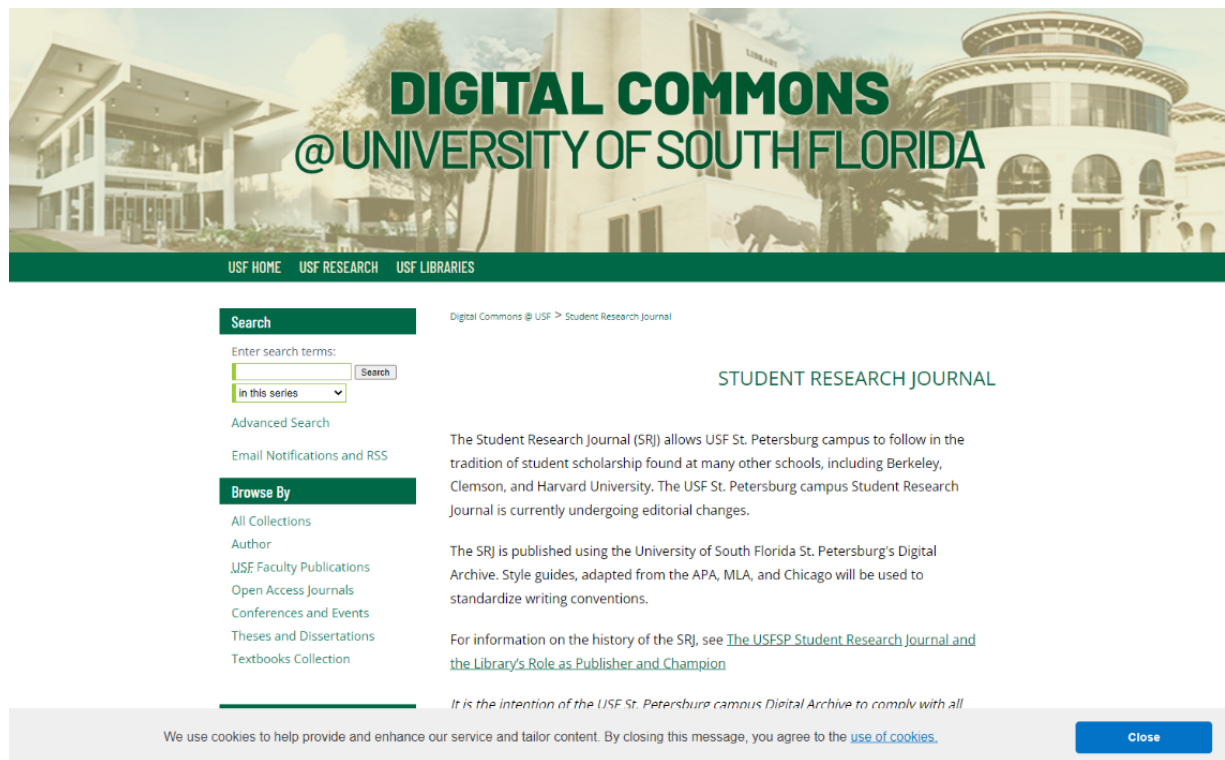 LIBRARY
DIGITAL COMMONS
@ UNIVERSITY OF SOUTH FLORIDA
USF HOME USF RESEARCH USF LIBRARIES
Search
Enter search terms:
Search
in this series
Advanced Search
Email Notifications and RSS
Browse By
All Collections
Author
USF Faculty Publications
Open Access Journals
Conferences and Events
Theses and Dissertations
Textbooks Collection
Digital Commons @ USF > Student Research Journal
STUDENT RESEARCH JOURNAL
The Student Research Journal (SRJ) allows USF St. Petersburg campus to follow in the
tradition of student scholarship found at many other schools, including Berkeley,
Clemson, and Harvard University. The USF St. Petersburg campus Student Research
Journal is currently undergoing editorial changes.
The SRJ is published using the University of South Florida St. Petersburg's Digital
Archive. Style guides, adapted from the APA, MLA, and Chicago will be used to
standardize writing conventions.
For information on the history of the SRJ, see The USFSP Student Research Journal and
the Library's Role as Publisher and Champion
It is the intention of the USF St. Petersburg campus Digital Archive to comply with all
We use cookies to help provide and enhance our service and tailor content. By closing this message, you agree to the use of cookies.
Close